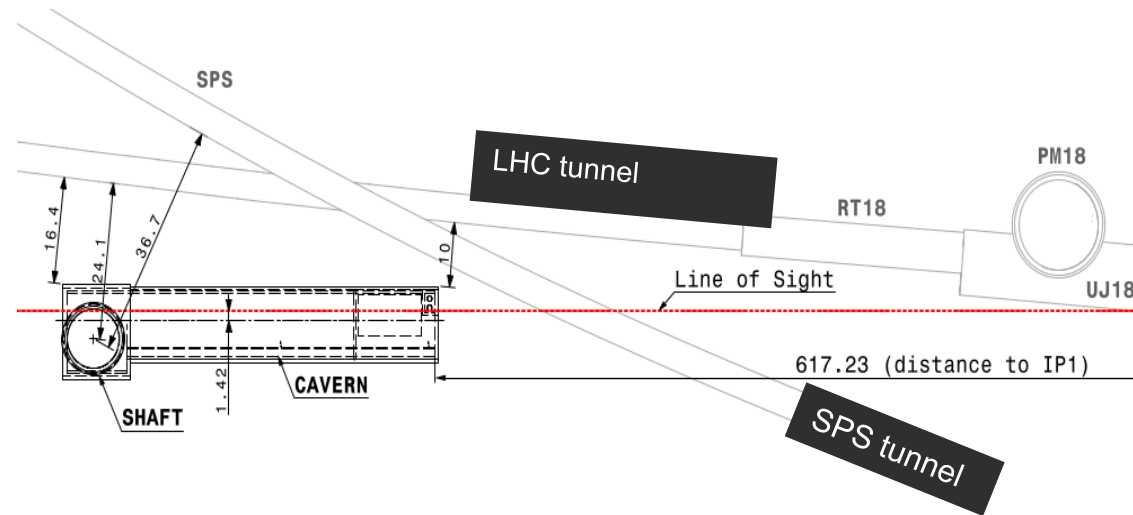 SPS
LHC tunnel
PM18
RT18
16.4
24.1
36.7
10
Line of Sight
UJ18
617.23 (distance to IP1)
1.42
CAVERN
SHAFT
SPS tunnel